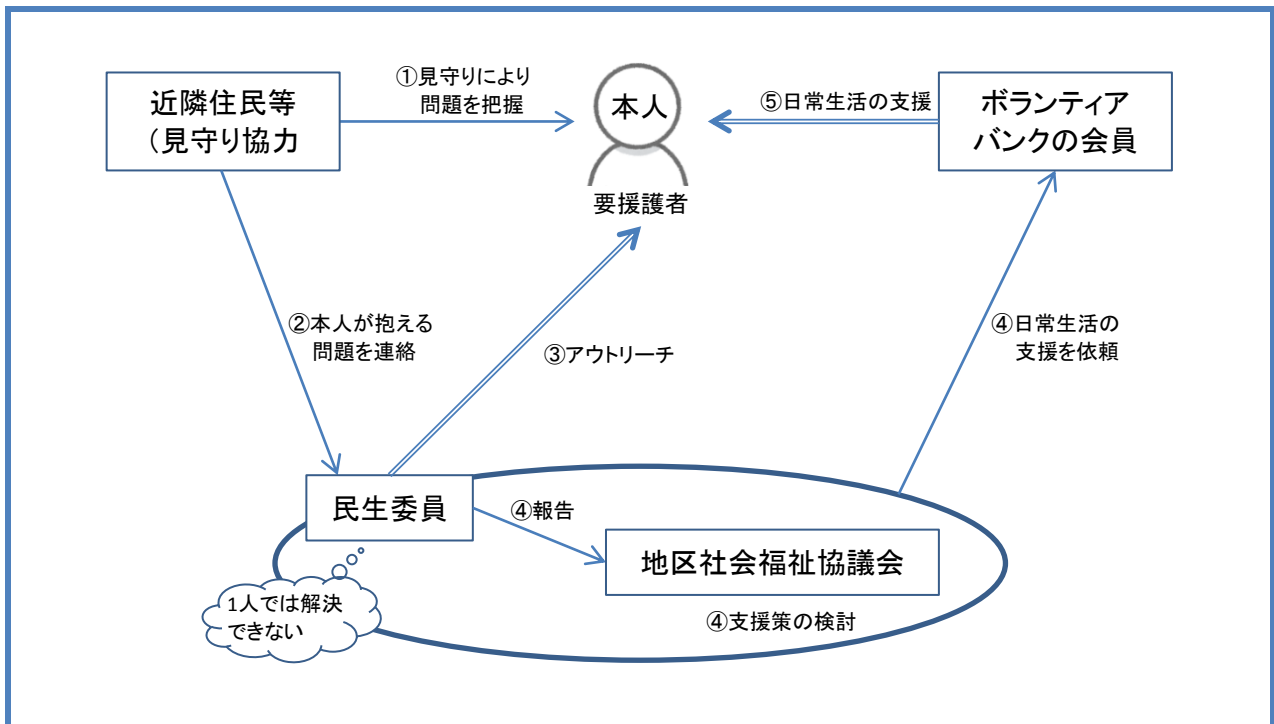 近隣住民等
(見守り協力
①見守りにより
問題を把握
本人
要援護者
⑤日常生活の支援
ボランティア
バンクの会員
②本人が抱える
問題を連絡
③アウトリーチ
④日常生活の
支援を依頼
民生委員
④報告
地区社会福祉協議会
④支援策の検討
1人では解決
できない